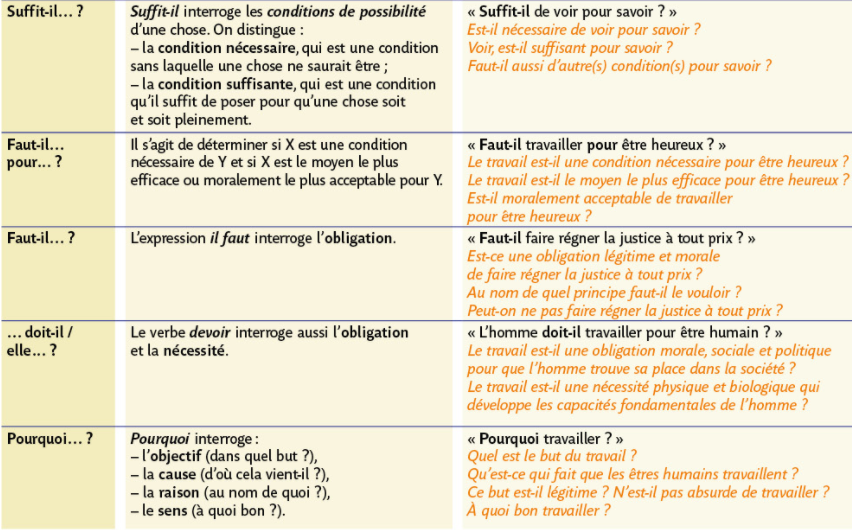 Suffit-il… ?
Suffit-il interroge les conditions de possibilité
d'une chose. On distingue :
– la condition nécessaire, qui est une condition
sans laquelle une chose ne saurait être ;
– la condition suffisante, qui est une condition
qu'il suffit de poser pour qu'une chose soit
et soit pleinement.
« Suffit-il de voir pour savoir ? »
Est-il nécessaire de voir pour savoir ?
Voir, est-il suffisant pour savoir ?
Faut-il aussi d'autre(s) condition(s) pour savoir ?
Faut-il…
pour… ?
Il s'agit de déterminer si X est une condition
nécessaire de Y et si X est le moyen le plus
efficace ou moralement le plus acceptable pour Y.
« Faut-il travailler pour être heureux ? »
Le travail est-il une condition nécessaire pour être heureux ?
Le travail est-il le moyen le plus efficace pour être heureux ?
Est-il moralement acceptable de travailler
pour être heureux ?
Faut-il… ?
L'expression il faut interroge l'obligation.
« Faut-il faire régner la justice à tout prix ? »
Est-ce une obligation légitime et morale
de faire régner la justice à tout prix ?
Au nom de quel principe faut-il le vouloir ?
Peut-on ne pas faire régner la justice à tout prix ?
… doit-il /
elle… ?
Le verbe devoir interroge aussi l'obligation
et la nécessité.
« L'homme doit-il travailler pour être humain ? »
Le travail est-il une obligation morale, sociale et politique
pour que l'homme trouve sa place dans la société ?
Le travail est-il une nécessité physique et biologique qui
développe les capacités fondamentales de l'homme ?
Pourquoi… ?
Pourquoi interroge :
– l'objectif (dans quel but ?),
– la cause (d'où cela vient-il ?),
– la raison (au nom de quoi ?),
– le sens (à quoi bon ?).
« Pourquoi travailler ? »
Quel est le but du travail ?
Qu'est-ce qui fait que les êtres humains travaillent ?
Ce but est-il légitime ? N'est-il pas absurde de travailler ?
À quoi bon travailler ?